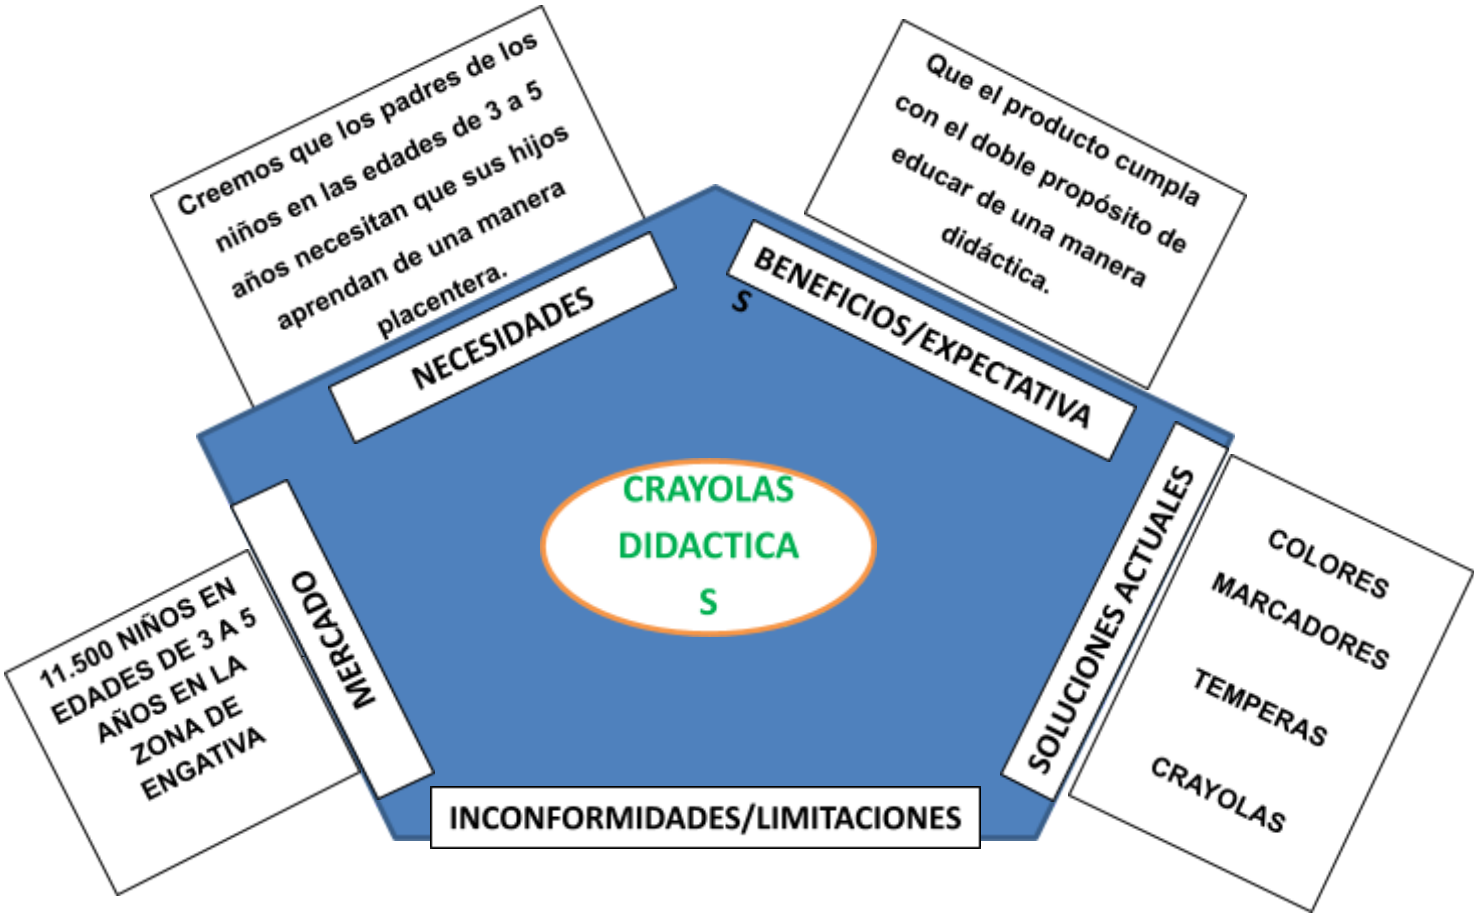 Creemos que los padres de los
niños en las edades de 3 a 5
años necesitan que sus hijos
aprendan de una manera
placentera.
NECESIDADES
Que el producto cumpla
con el doble propósito de
educar de una manera
didáctica.
BENEFICIOS/EXPECTATIVA
S
CRAYOLAS
DIDACTICA
S
MERCADO
11.500 NIÑOS EN
EDADES DE 3 A 5
AÑOS EN LA
ZONA DE
ENGATIVA
SOLUCIONES ACTUALES
COLORES
MARCADORES
TEMPERAS
CRAYOLAS
INCONFORMIDADES/LIMITACIONES